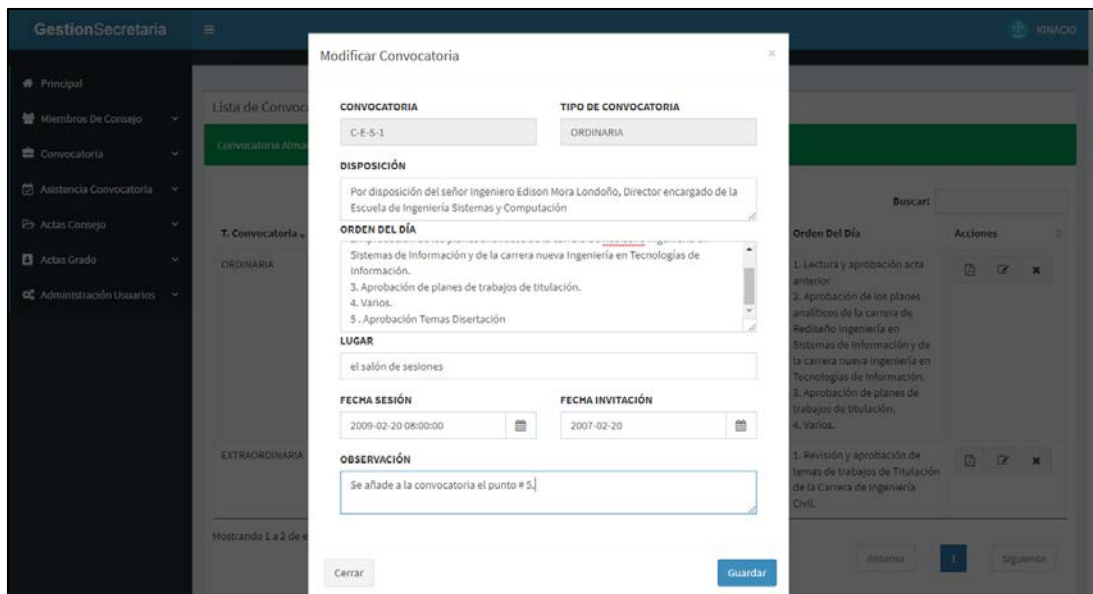 GestionSecretaria
IGNACIO
Principal
Miembros De Consejo
Convocatoria
Asistencia Convocatoria
Actas Consejo
Actas Grado
Administración Usuarios
Lista de Convoc
Convocatoria Alma
Buscar:
T. Convocatoria
Orden Del Día
Acciones
ORDINARIA
1. Lectura y aprobación acta
anterior
2. Aprobación de los planes
analíticos de la carrera de
Rediseño Ingeniería en
Sistemas de Información y de
la carrera nueva Ingeniería en
Tecnologías de Información.
3. Aprobación de planes de
trabajos de titulación.
4. Varios.
EXTRAORDINARIA
1. Revisión y aprobación de
temas de trabajos de Titulación
de la Carrera de Ingeniería
Civil.
Mostrando 1 a 2 de e
Anterior
1
Siguiente
Modificar Convocatoria
×
CONVOCATORIA
TIPO DE CONVOCATORIA
C-E-S-1
ORDINARIA
DISPOSICIÓN
Por disposición del señor Ingeniero Edison Mora Londoño, Director encargado de la
Escuela de Ingeniería Sistemas y Computación
ORDEN DEL DÍA
Sistemas de Información y de la carrera nueva Ingeniería en Tecnologías de
Información.
3. Aprobación de planes de trabajos de titulación.
4. Varios.
5 . Aprobación Temas Disertación
LUGAR
el salón de sesiones
FECHA SESIÓN
FECHA INVITACIÓN
2009-02-20 08:00:00
2007-02-20
OBSERVACIÓN
Se añade a la convocatoria el punto # 5.
Cerrar
Guardar